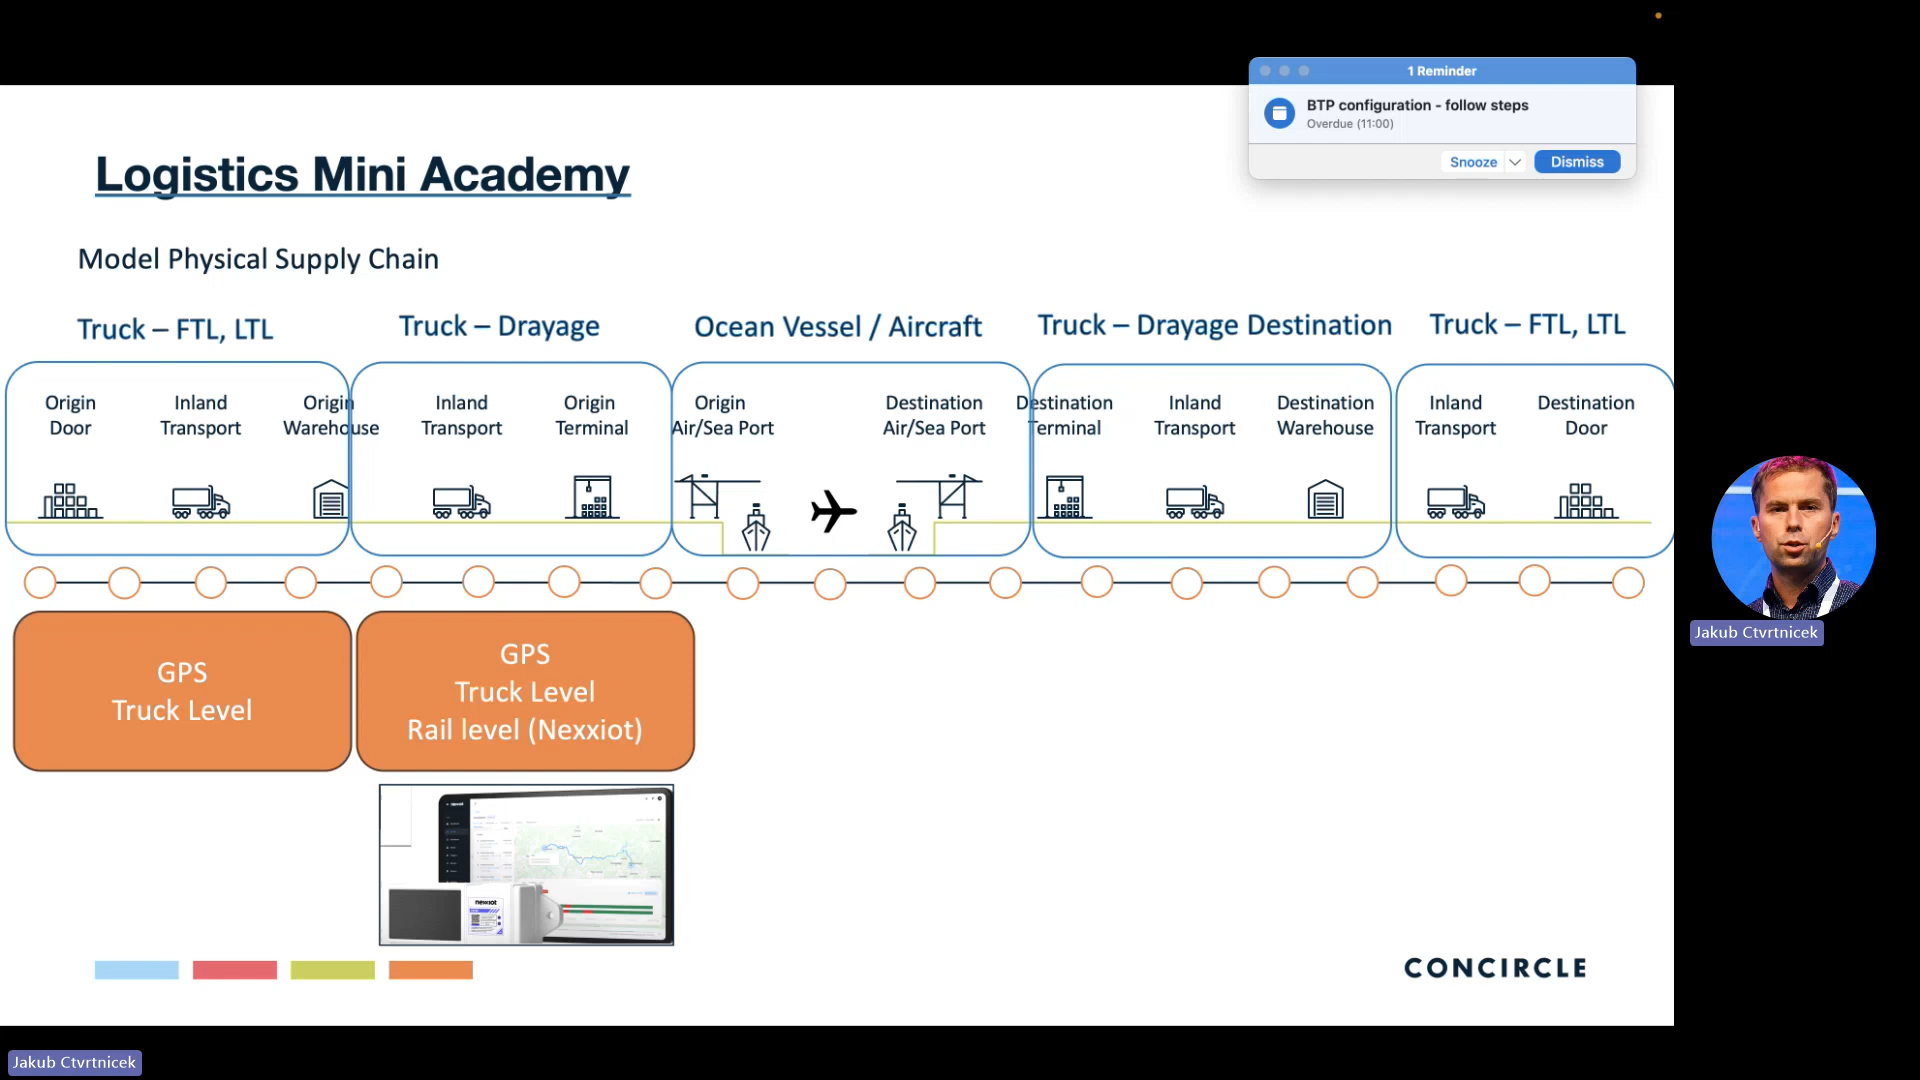 1 Reminder
BTP configuration - follow steps
Overdue (11:00)
Snooze
Dismiss
Logistics Mini Academy
Model Physical Supply Chain
Truck – FTL, LTL
Truck – Drayage
Ocean Vessel / Aircraft
Truck – Drayage Destination
Truck – FTL, LTL
Origin
Door
Inland
Transport
Origin
Warehouse
Inland
Transport
Origin
Terminal
Origin
Air/Sea Port
Destination
Air/Sea Port
Destination
Terminal
Inland
Transport
Destination
Warehouse
Inland
Transport
Destination
Door
GPS
Truck Level
GPS
Truck Level
Rail level (Nexxiot)
nexxiot
CONCIRCLE
Jakub Ctvrtnicek
Jakub Ctvrtnicek